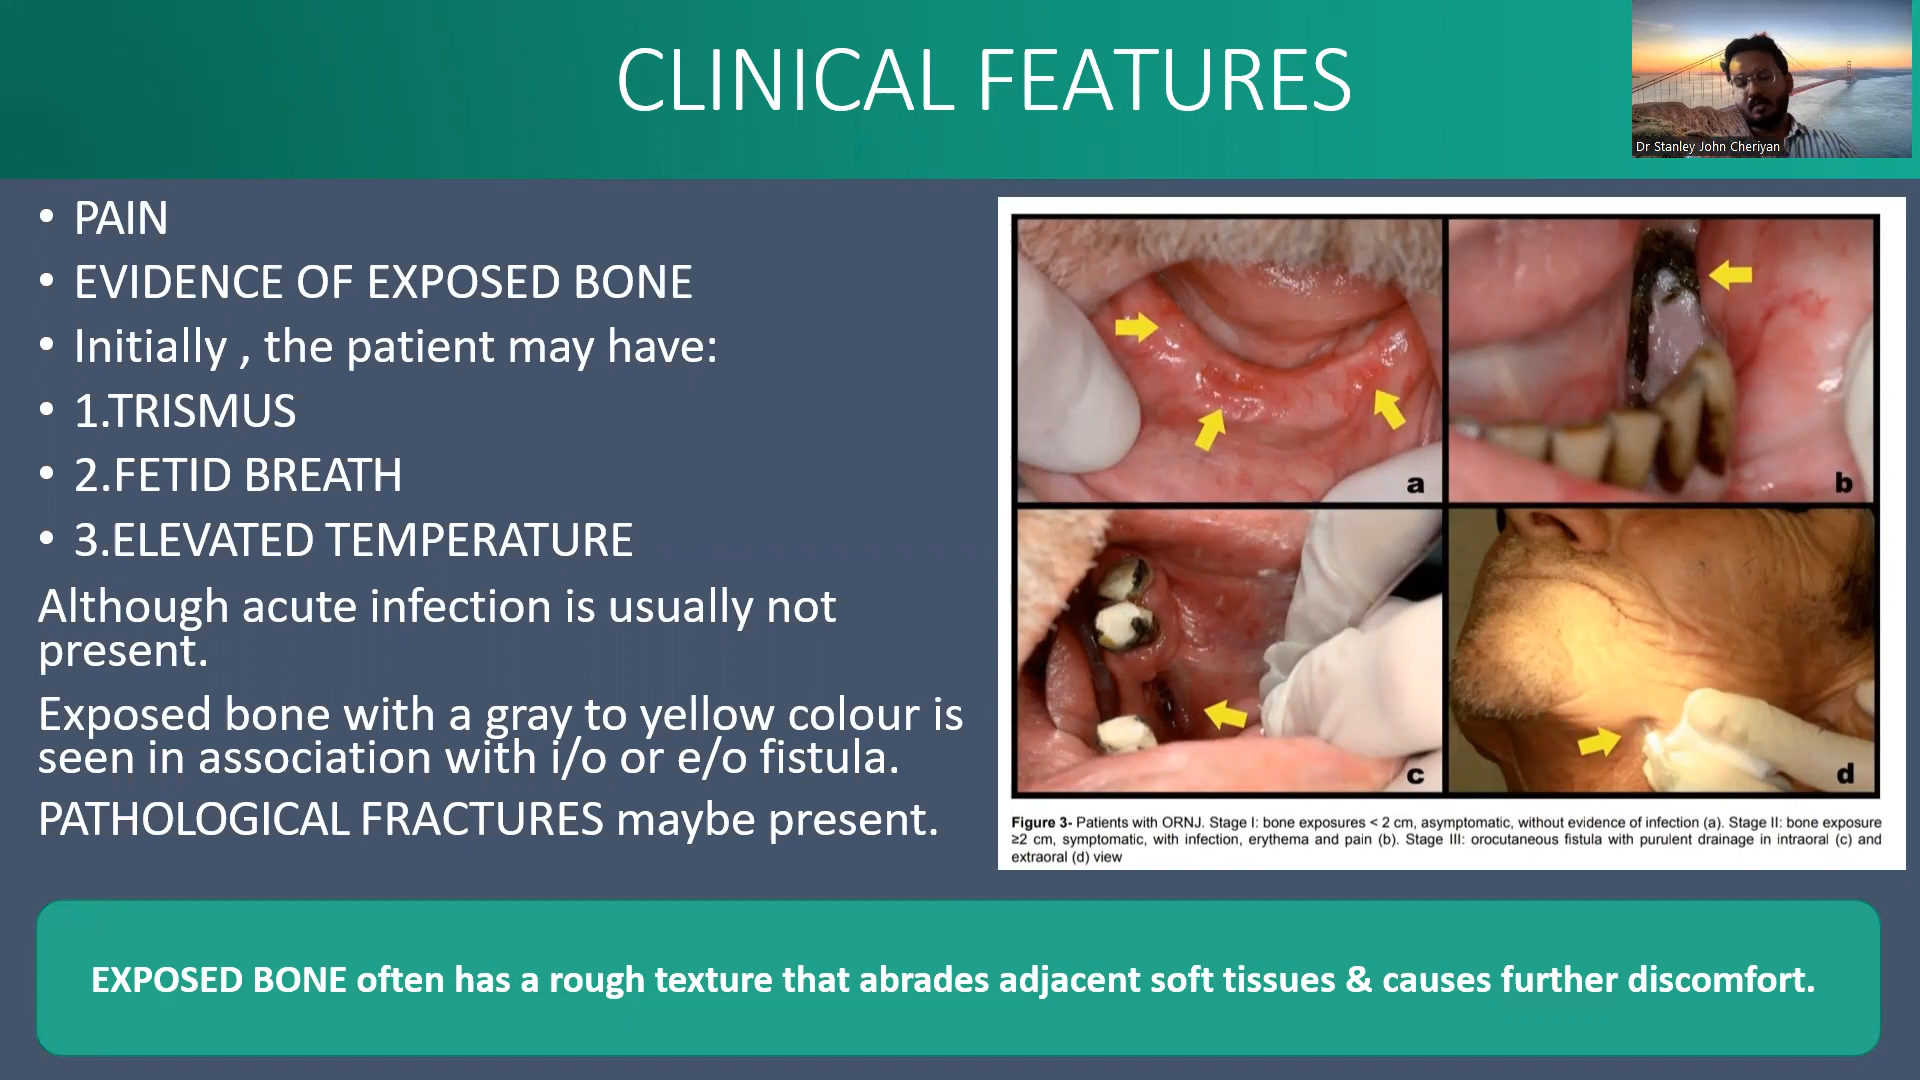 CLINICAL FEATURES
Dr Stanley John Cheriyan
• PAIN
• EVIDENCE OF EXPOSED BONE
• Initially , the patient may have:
• 1.TRISMUS
• 2.FETID BREATH
• 3.ELEVATED TEMPERATURE
Although acute infection is usually not
present.
Exposed bone with a gray to yellow colour is
seen in association with i/o or e/o fistula.
PATHOLOGICAL FRACTURES maybe present.
a
b
c
d
Figure 3- Patients with ORNJ. Stage I: bone exposures < 2 cm, asymptomatic, without evidence of infection (a). Stage II: bone exposure
≥2 cm, symptomatic, with infection, erythema and pain (b). Stage III: orocutaneous fistula with purulent drainage in intraoral (c) and
extraoral (d) view
EXPOSED BONE often has a rough texture that abrades adjacent soft tissues & causes further discomfort.